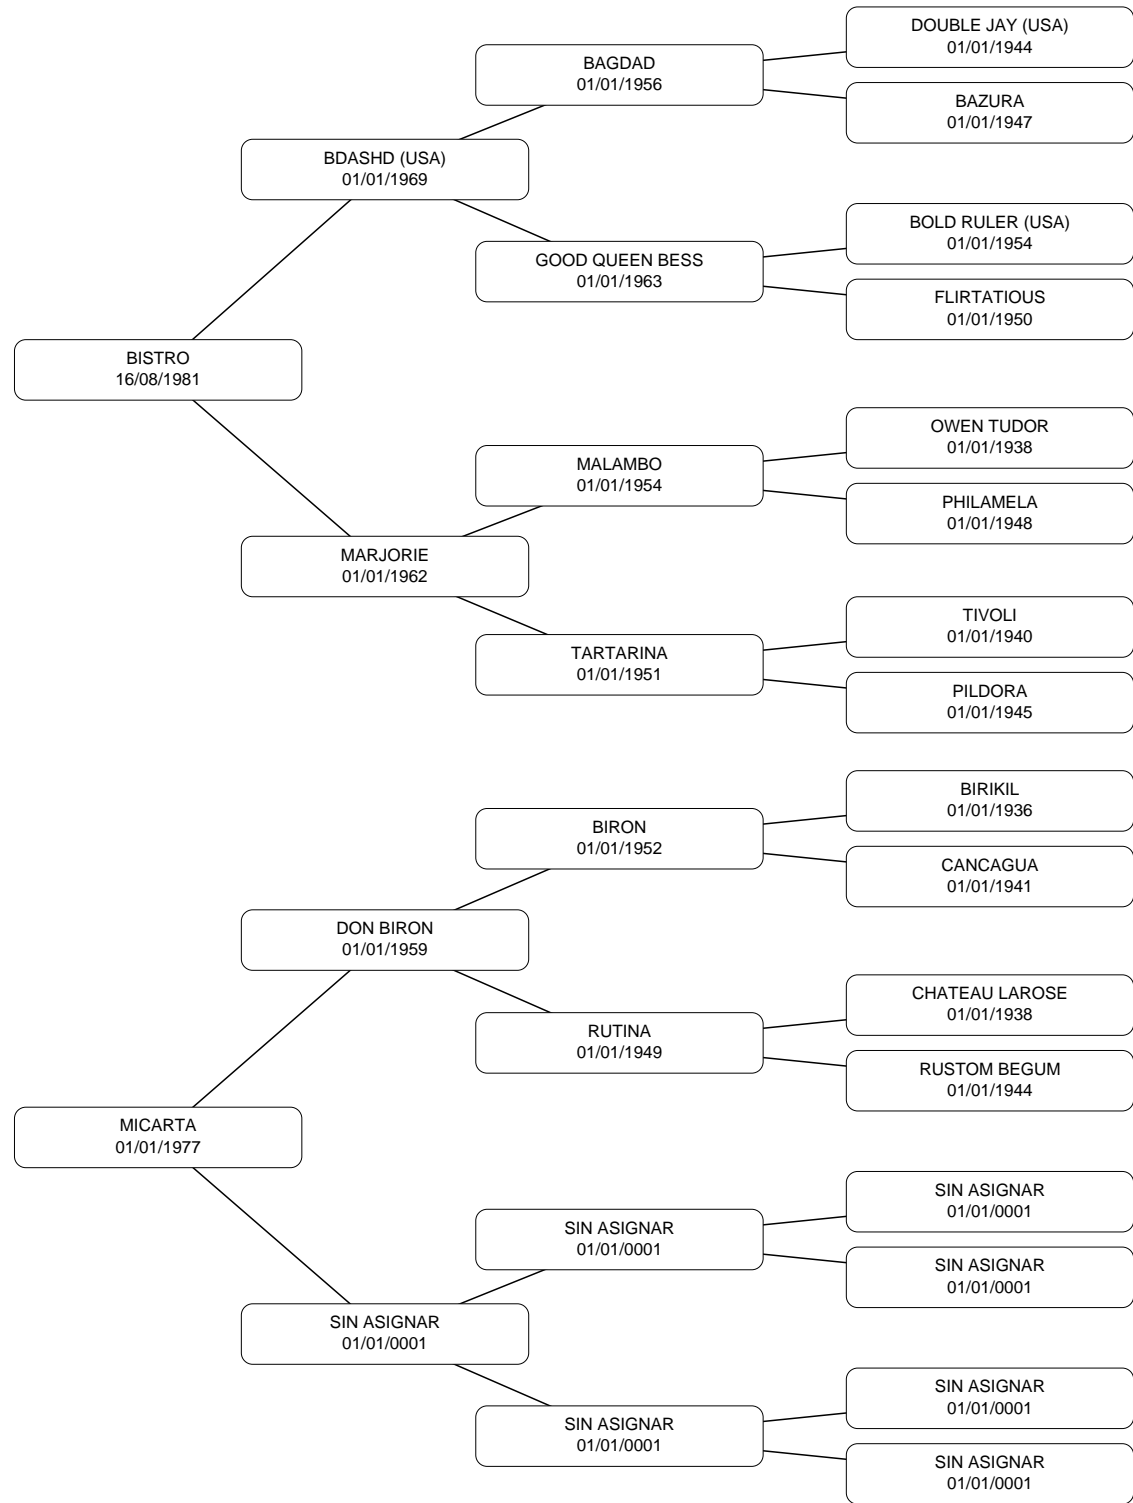 DOUBLE JAY (USA)
01/01/1944
BAGDAD
01/01/1956
BAZURA
01/01/1947
BDASHD (USA)
01/01/1969
BOLD RULER (USA)
01/01/1954
GOOD QUEEN BESS
01/01/1963
FLIRTATIOUS
01/01/1950
BISTRO
16/08/1981
OWEN TUDOR
01/01/1938
MALAMBO
01/01/1954
PHILAMELA
01/01/1948
MARJORIE
01/01/1962
TIVOLI
01/01/1940
TARTARINA
01/01/1951
PILDORA
01/01/1945
BIRIKIL
01/01/1936
BIRON
01/01/1952
CANCAGUA
01/01/1941
DON BIRON
01/01/1959
CHATEAU LAROSE
01/01/1938
RUTINA
01/01/1949
RUSTOM BEGUM
01/01/1944
MICARTA
01/01/1977
SIN ASIGNAR
01/01/0001
SIN ASIGNAR
01/01/0001
SIN ASIGNAR
01/01/0001
SIN ASIGNAR
01/01/0001
SIN ASIGNAR
01/01/0001
SIN ASIGNAR
01/01/0001
SIN ASIGNAR
01/01/0001